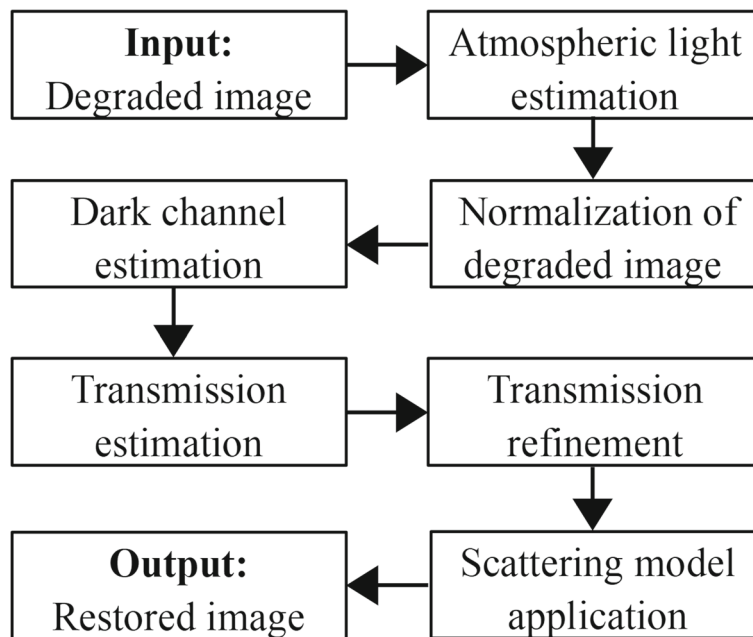 Input:
Degraded image
Atmospheric light
estimation
Normalization of
degraded image
Dark channel
estimation
Transmission
estimation
Transmission
refinement
Scattering model
application
Output:
Restored image